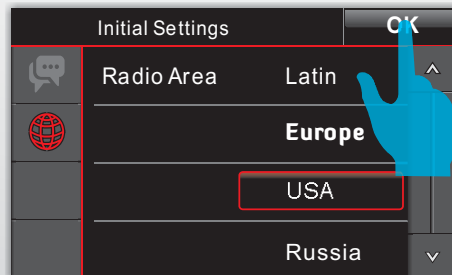 Initial Settings OK
Radio Area Latin
Europe
USA
Russia